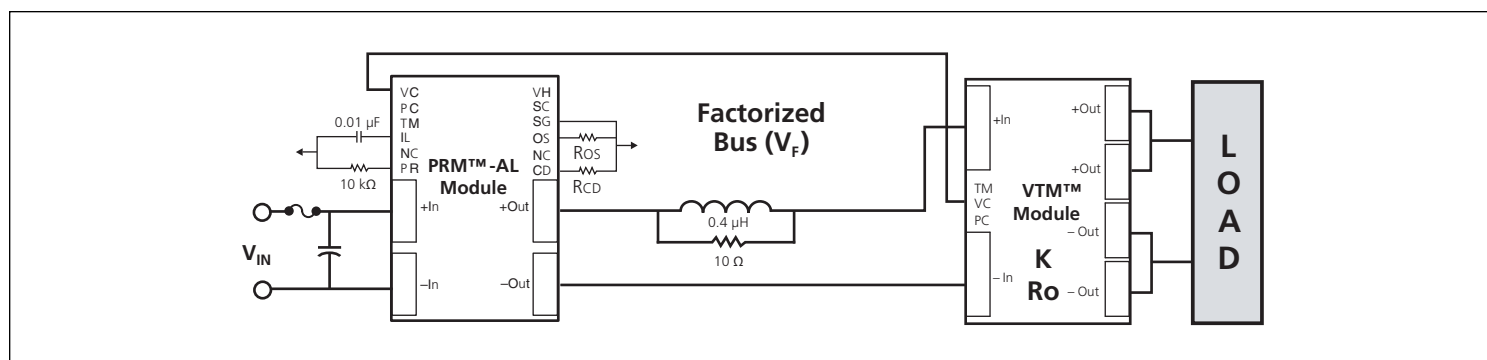 VC
PC
TM
IL
NC
PR
0.01 µF
10 kΩ
VH
SC
SG
OS
NC
CD
ROS
RCD
PRM™-AL
Module
+In
–In
+Out
–Out
VIN
Factorized
Bus (VF)
0.4 µH
10 Ω
+In
TM
VC
PC
– In
+Out
+Out
VTM™
Module
– Out
K
Ro
– Out
LOAD